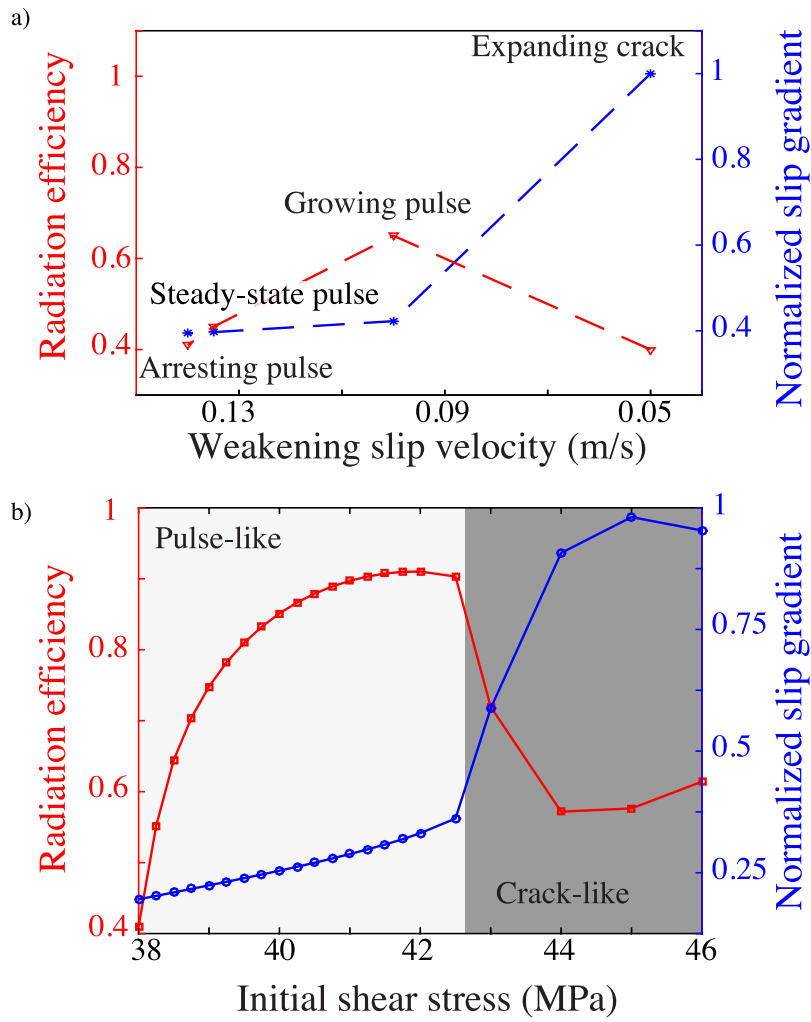 a)
Expanding crack
Growing pulse
Steady-state pulse
Arresting pulse
1
0.8
0.6
0.4
Radiation efficiency
1
0.8
0.6
0.4
Normalized slip gradient
0.13
0.09
0.05
Weakening slip velocity (m/s)
b)
Pulse-like
Crack-like
1
0.8
0.6
0.4
Radiation efficiency
1
0.75
0.5
0.25
Normalized slip gradient
38
40
42
44
46
Initial shear stress (MPa)